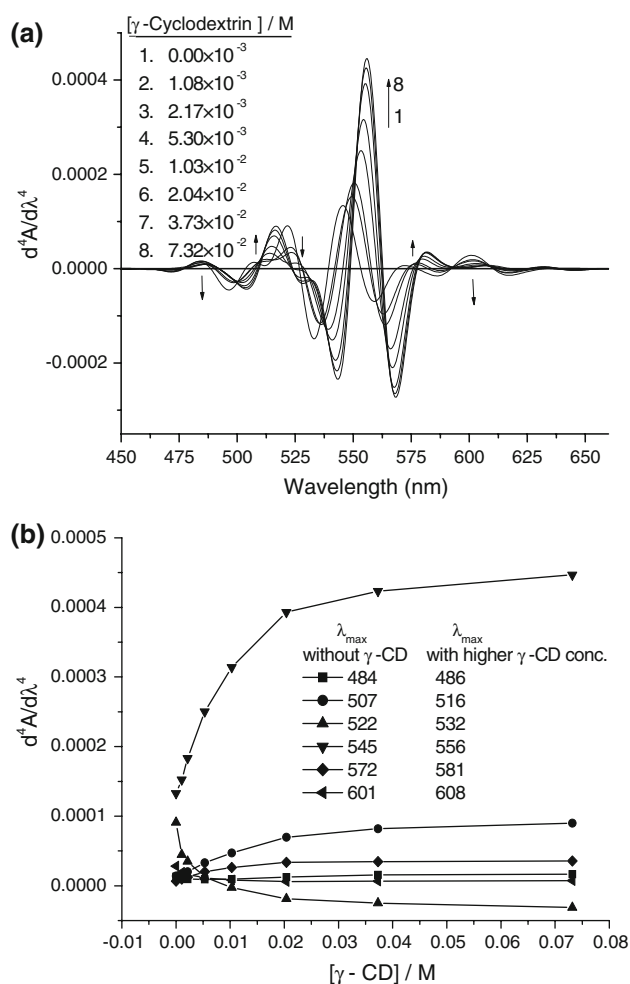 (a)
[γ-Cyclodextrin ] / M
1. 0.00×10⁻³
2. 1.08×10⁻³
3. 2.17×10⁻³
4. 5.30×10⁻³
5. 1.03×10⁻²
6. 2.04×10⁻²
7. 3.73×10⁻²
8. 7.32×10⁻²
8
1
d⁴A/dλ⁴
0.0004
0.0002
0.0000
-0.0002
450 475 500 525 550 575 600 625 650
Wavelength (nm)
(b)
d⁴A/dλ⁴
0.0005
0.0004
0.0003
0.0002
0.0001
0.0000
λmax λmax
without γ-CD with higher γ-CD conc.
484 486
507 516
522 532
545 556
572 581
601 608
-0.01 0.00 0.01 0.02 0.03 0.04 0.05 0.06 0.07 0.08
[γ - CD] / M